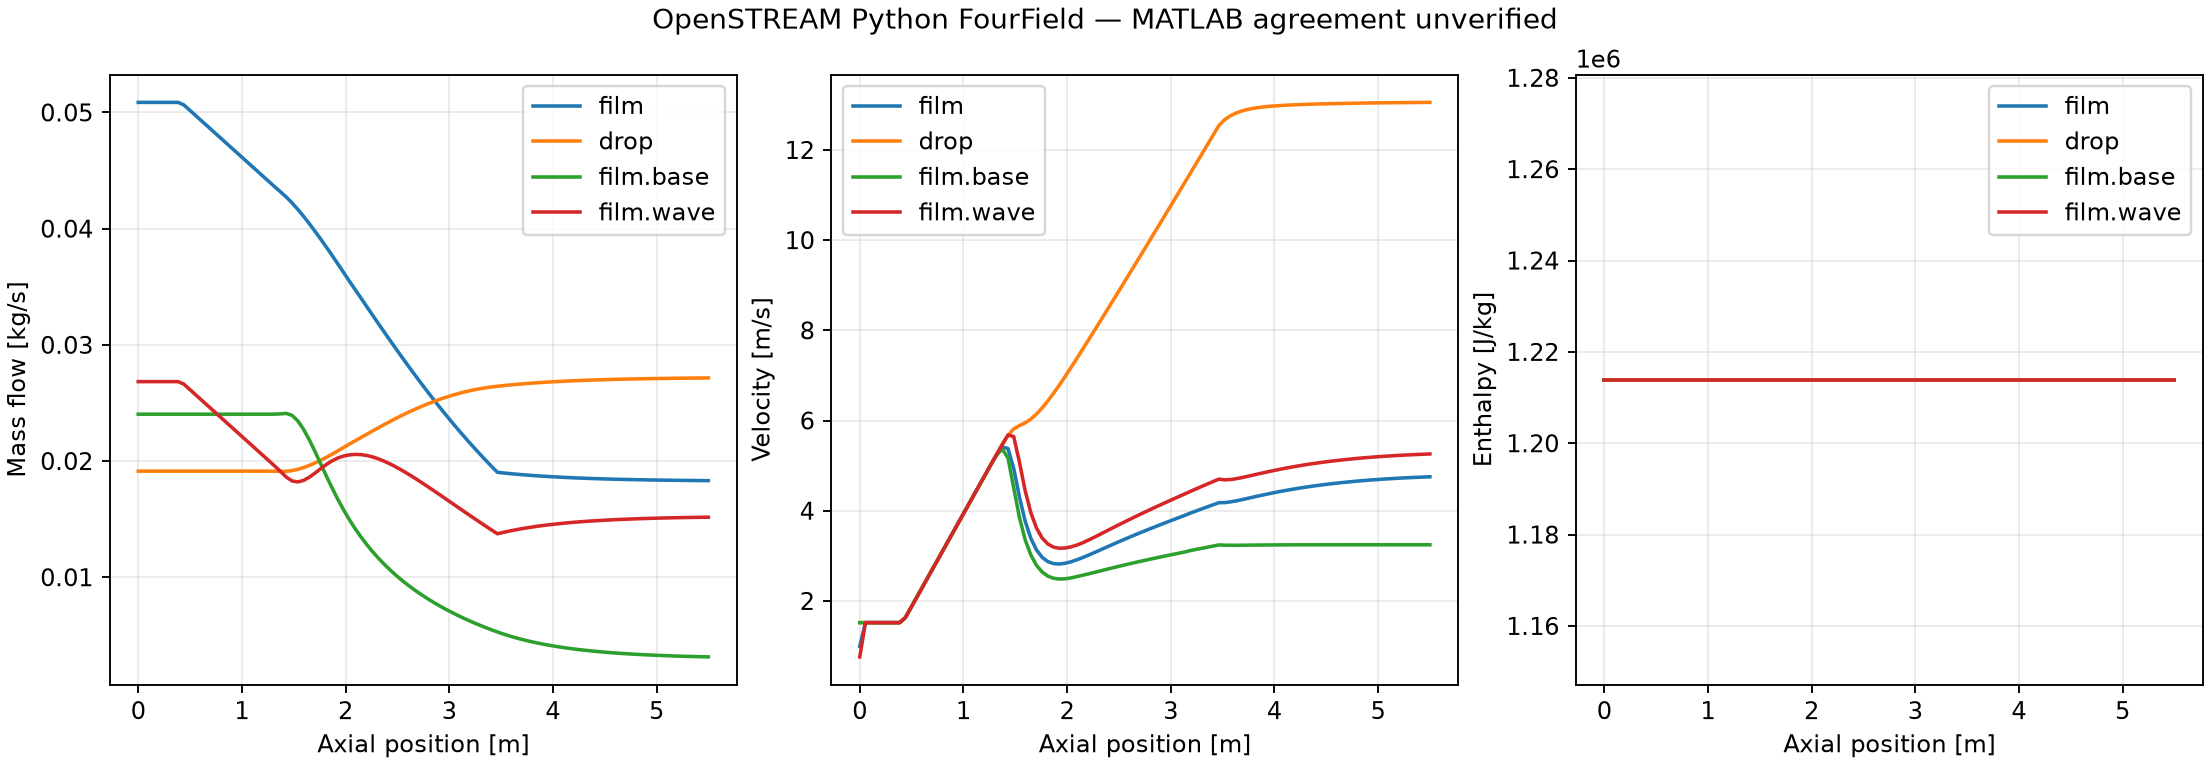 OpenSTREAM Python FourField — MATLAB agreement unverified
Mass flow [kg/s]
0.05
0.04
0.03
0.02
0.01
film
drop
film.base
film.wave
0 1 2 3 4 5
Axial position [m]
Velocity [m/s]
12
10
8
6
4
2
film
drop
film.base
film.wave
0 1 2 3 4 5
Axial position [m]
1e6
Enthalpy [J/kg]
1.28
1.26
1.24
1.22
1.20
1.18
1.16
film
drop
film.base
film.wave
0 1 2 3 4 5
Axial position [m]